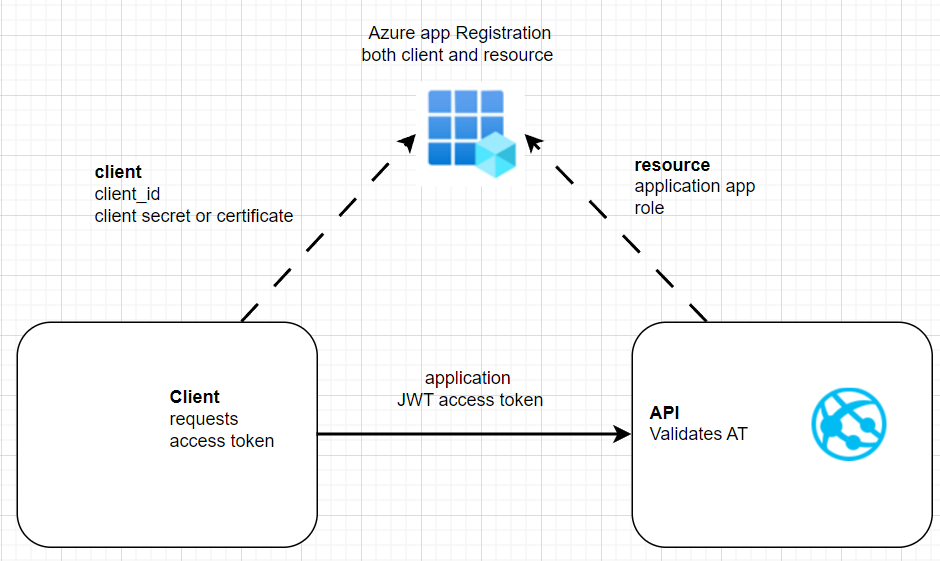 Azure app Registration
both client and resource
client
client_id
client secret or certificate
resource
application app
role
Client
requests
access token
application
JWT access token
API
Validates AT